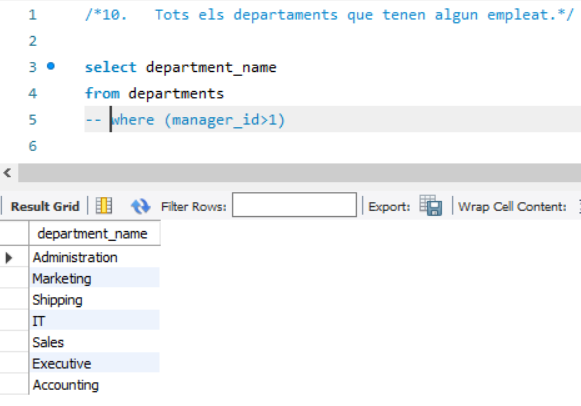 1 /*10. Tots els departaments que tenen algun empleat.*/
2
3 select department_name
4 from departments
5 -- where (manager_id>1)
6
Result Grid Filter Rows: Export: Wrap Cell Content:
department_name
Administration
Marketing
Shipping
IT
Sales
Executive
Accounting